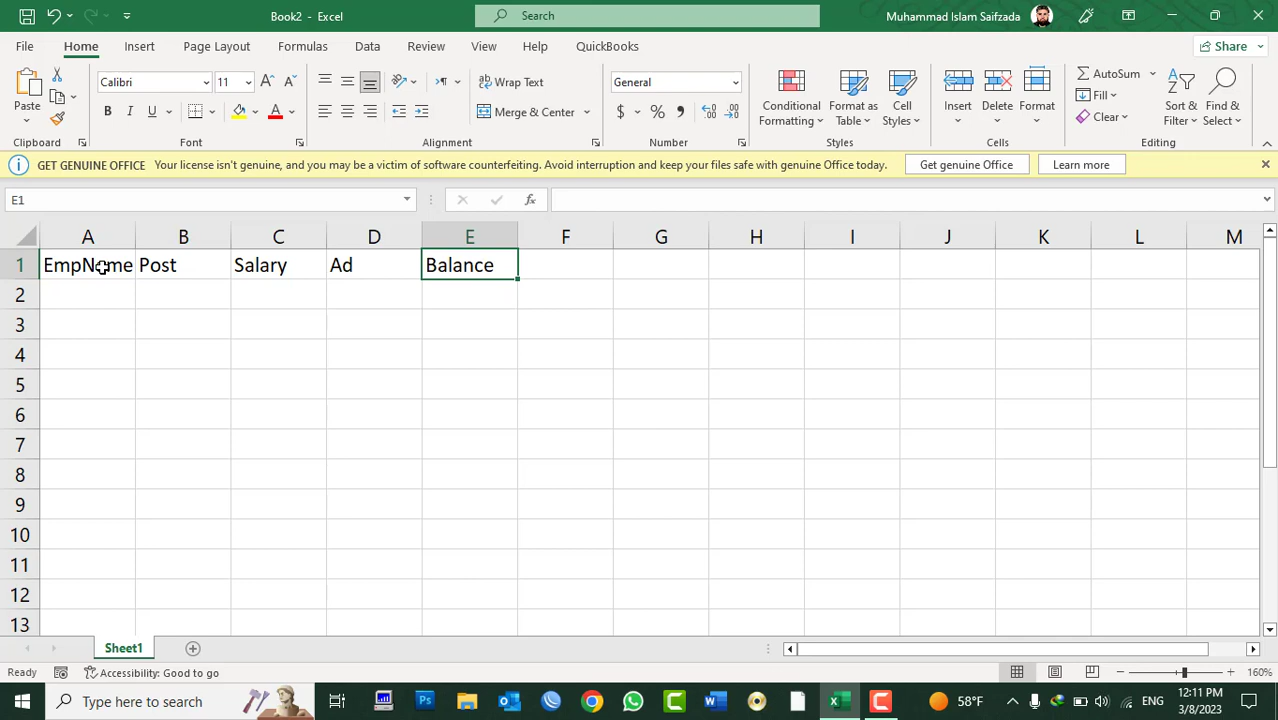 Book2 - Excel
Search
Muhammad Islam Saifzada
File Home Insert Page Layout Formulas Data Review View Help QuickBooks Share
Paste
Calibri 11
B I U
Wrap Text
Merge & Center
General
$ % ,
Conditional Formatting
Format as Table
Cell Styles
Insert Delete Format
AutoSum
Fill
Clear
Sort & Filter
Find & Select
Clipboard Font Alignment Number Styles Cells Editing
GET GENUINE OFFICE Your license isn't genuine, and you may be a victim of software counterfeiting. Avoid interruption and keep your files safe with genuine Office today. Get genuine Office Learn more
E1 fx
A B C D E F G H I J K L M
1 EmpName Post Salary Ad Balance
2
3
4
5
6
7
8
9
10
11
12
13
Sheet1
Ready Accessibility: Good to go 160%
Type here to search 58°F ENG 12:11 PM
3/8/2023